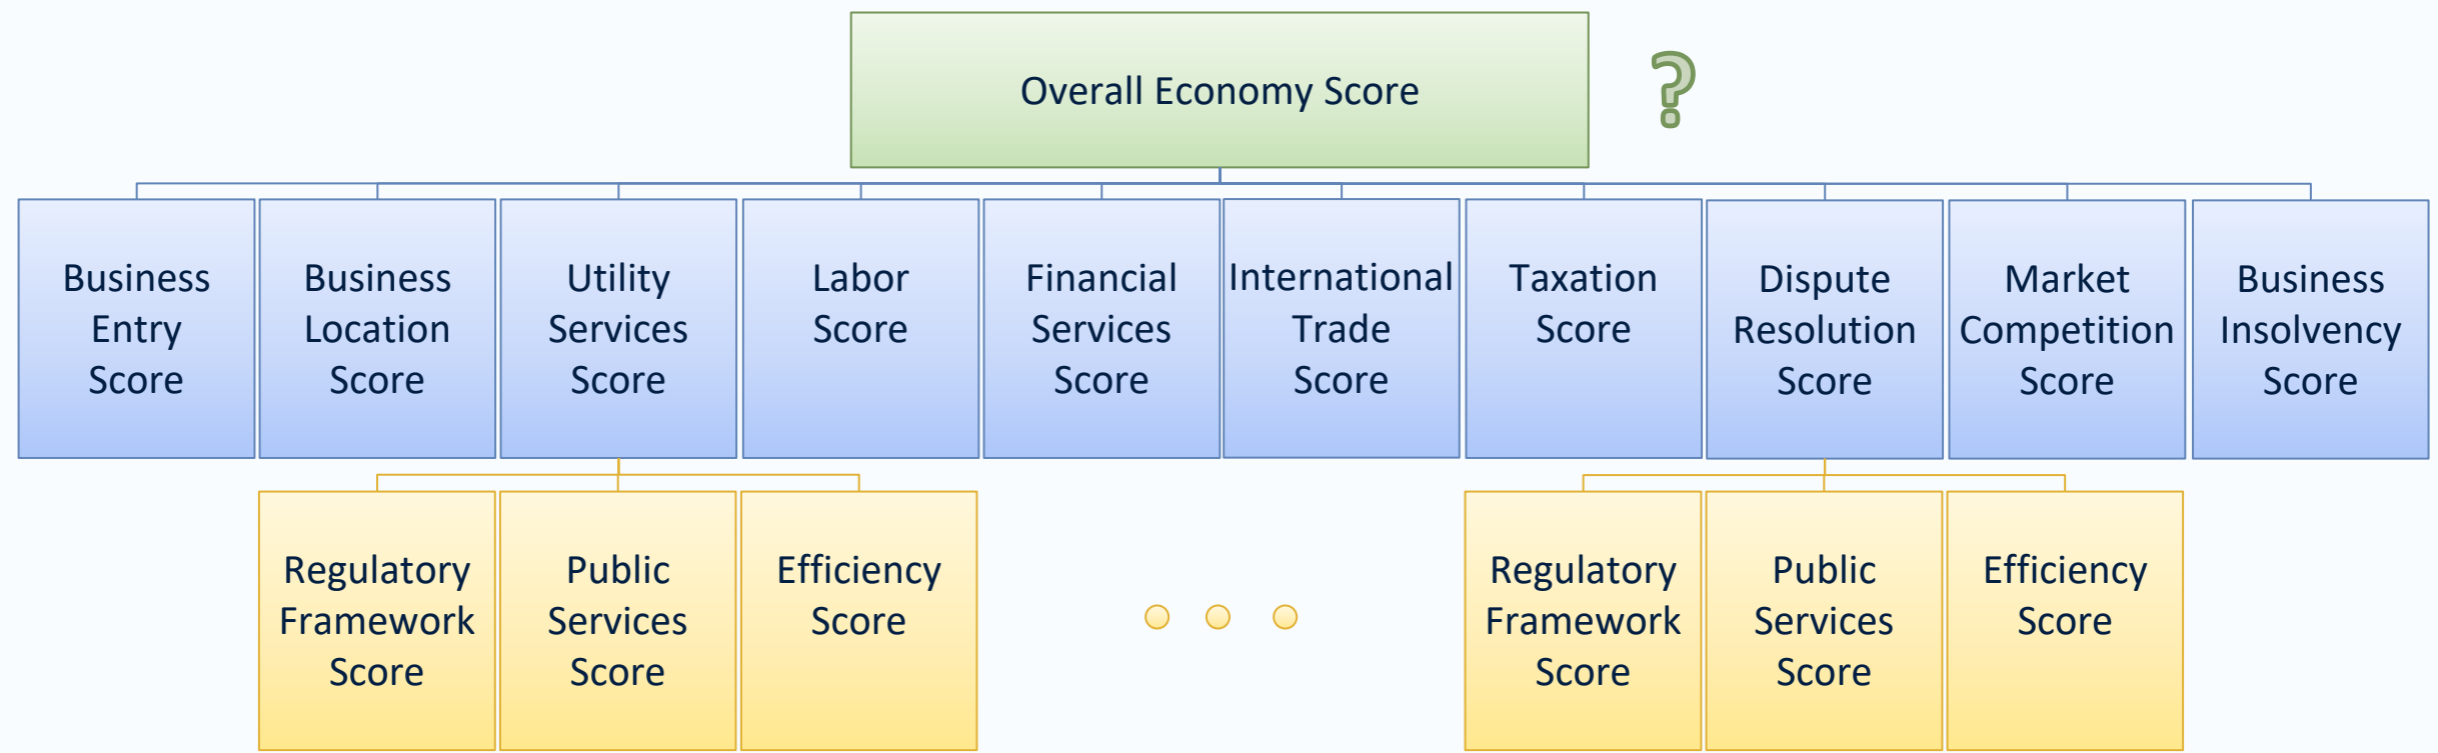 Overall Economy Score
?
Business
Entry
Score
Business
Location
Score
Utility
Services
Score
Labor
Score
Financial
Services
Score
International
Trade
Score
Taxation
Score
Dispute
Resolution
Score
Market
Competition
Score
Business
Insolvency
Score
Regulatory
Framework
Score
Public
Services
Score
Efficiency
Score
Regulatory
Framework
Score
Public
Services
Score
Efficiency
Score